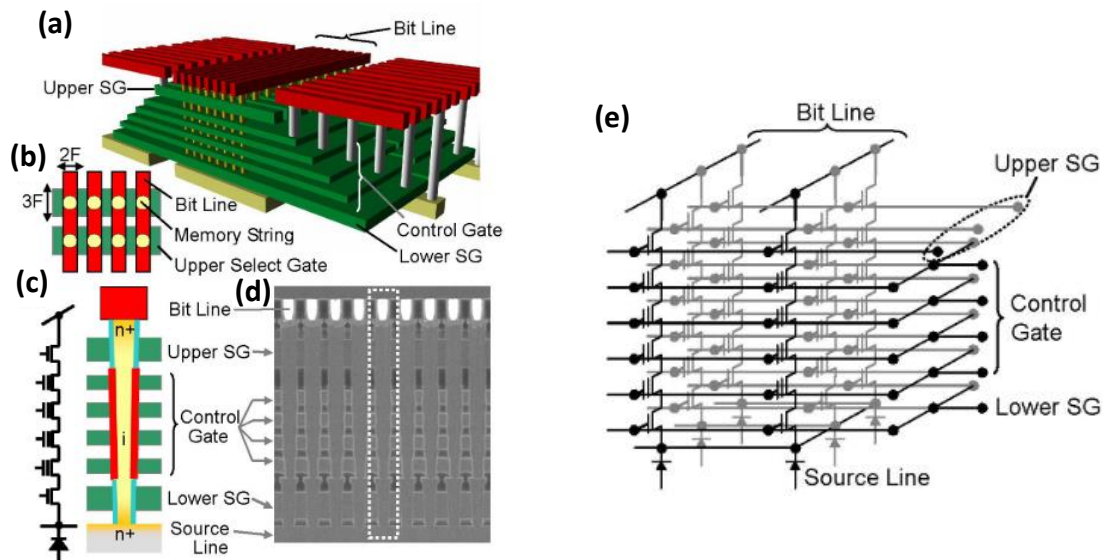 (a)
Bit Line
Upper SG
Control Gate
Lower SG
(b)
2F
3F
Bit Line
Memory String
Upper Select Gate
(c)
n+
i
n+
(d)
Bit Line
Upper SG
Control
Gate
Lower SG
Source
Line
(e)
Bit Line
Upper SG
Control
Gate
Lower SG
Source Line